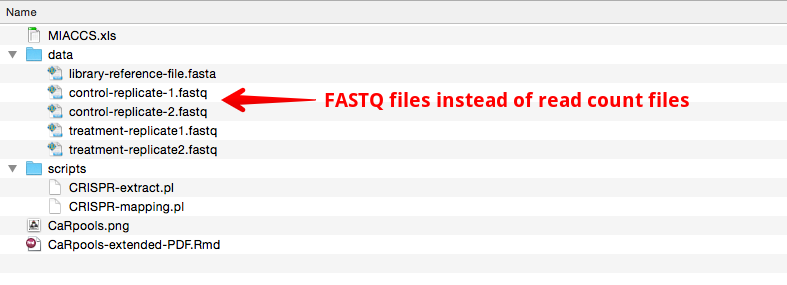 Name
MIACCS.xls
data
library-reference-file.fasta
control-replicate-1.fastq
FASTQ files instead of read count files
control-replicate-2.fastq
treatment-replicate1.fastq
treatment-replicate2.fastq
scripts
CRISPR-extract.pl
CRISPR-mapping.pl
CaRpools.png
CaRpools-extended-PDF.Rmd